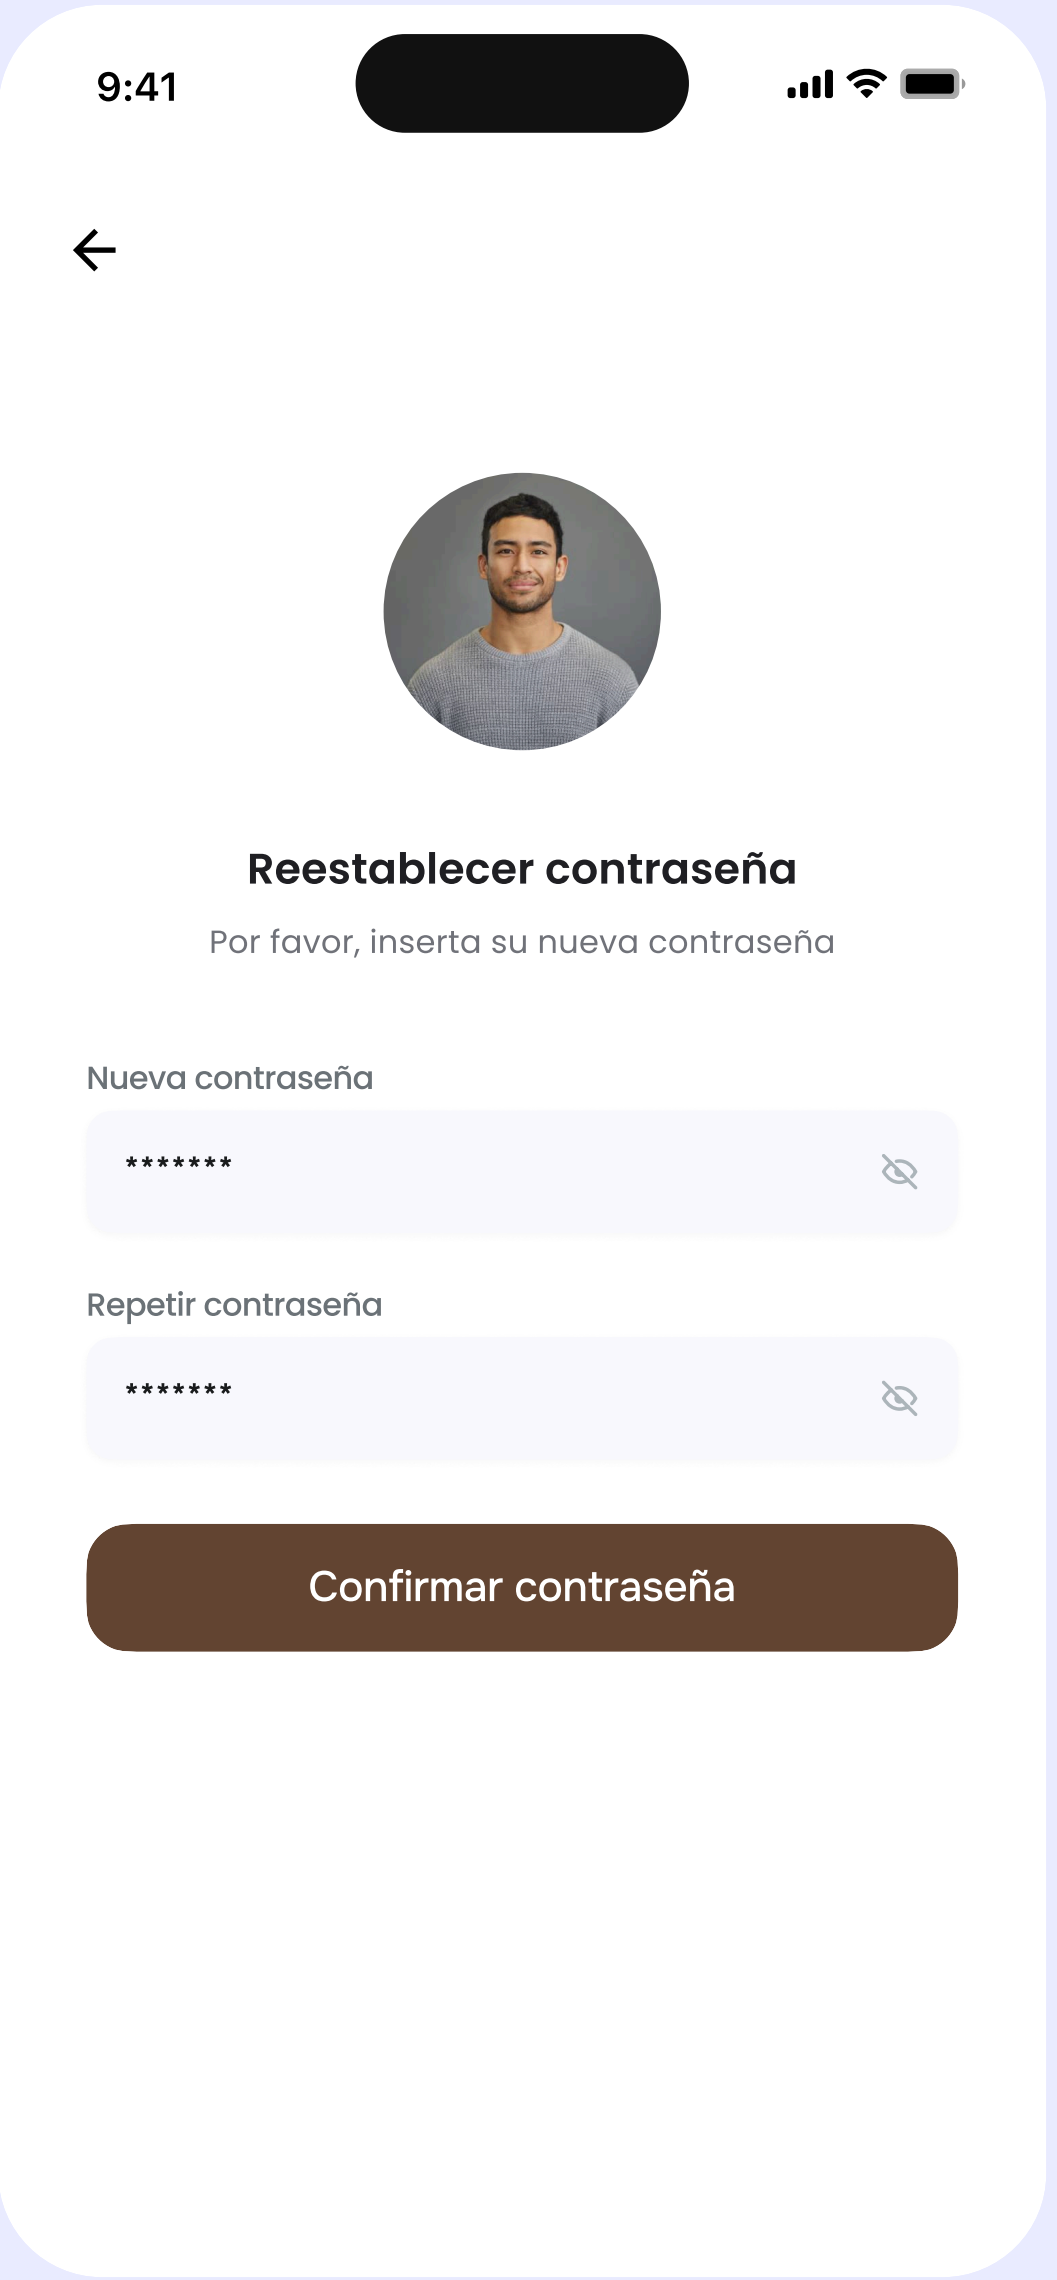 9:41
Reestablecer contraseña
Por favor, inserta su nueva contraseña
Nueva contraseña
*******
Repetir contraseña
*******
Confirmar contraseña